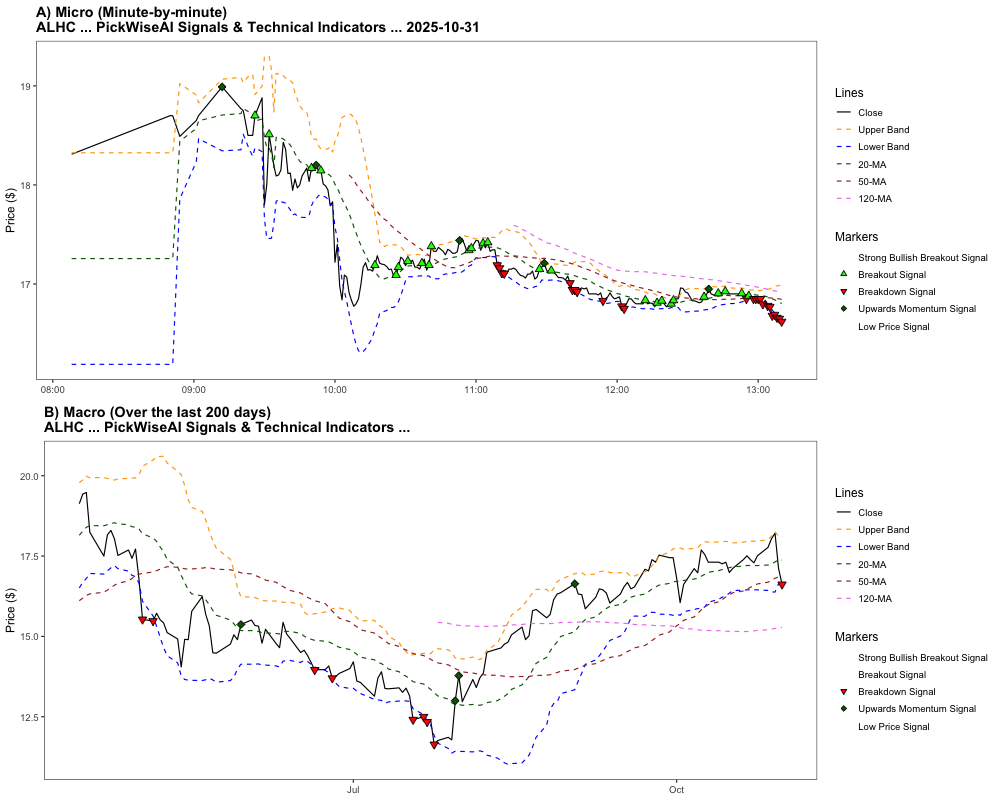 A) Micro (Minute-by-minute)
ALHC ... PickWiseAI Signals & Technical Indicators ... 2025-10-31
Price ($)
19
18
17
08:00
09:00
10:00
11:00
12:00
13:00
Lines
Close
Upper Band
Lower Band
20-MA
50-MA
120-MA
Markers
Strong Bullish Breakout Signal
Breakout Signal
Breakdown Signal
Upwards Momentum Signal
Low Price Signal
B) Macro (Over the last 200 days)
ALHC ... PickWiseAI Signals & Technical Indicators ...
Price ($)
20.0
17.5
15.0
12.5
Jul
Oct
Lines
Close
Upper Band
Lower Band
20-MA
50-MA
120-MA
Markers
Strong Bullish Breakout Signal
Breakout Signal
Breakdown Signal
Upwards Momentum Signal
Low Price Signal